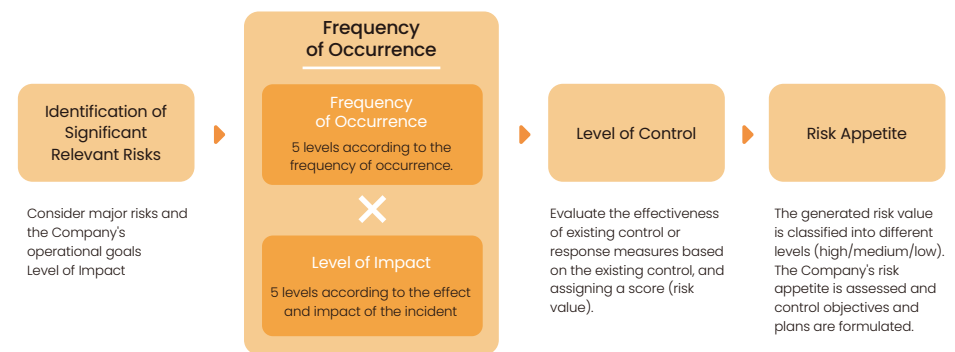 Identification of
Significant
Relevant Risks
Consider major risks and
the Company's
operational goals
Level of Impact
Frequency
of Occurrence
Frequency
of Occurrence
5 levels according to the
frequency of occurrence.
×
Level of Impact
5 levels according to the effect
and impact of the incident
Level of Control
Evaluate the effectiveness
of existing control or
response measures based
on the existing control, and
assigning a score (risk
value).
Risk Appetite
The generated risk value
is classified into different
levels (high/medium/low).
The Company's risk
appetite is assessed and
control objectives and
plans are formulated.